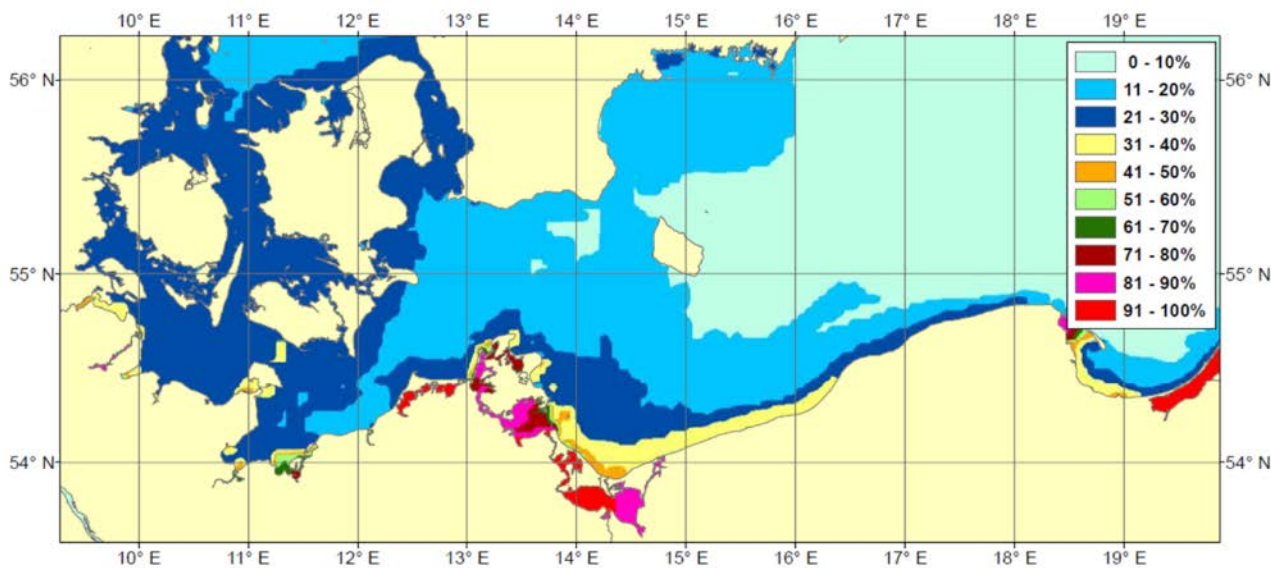 10° E 11° E 12° E 13° E 14° E 15° E 16° E 17° E 18° E 19° E
56° N 56° N
0 - 10%
11 - 20%
21 - 30%
31 - 40%
41 - 50%
51 - 60%
61 - 70%
71 - 80%
81 - 90%
91 - 100%
55° N 55° N
54° N 54° N
10° E 11° E 12° E 13° E 14° E 15° E 16° E 17° E 18° E 19° E